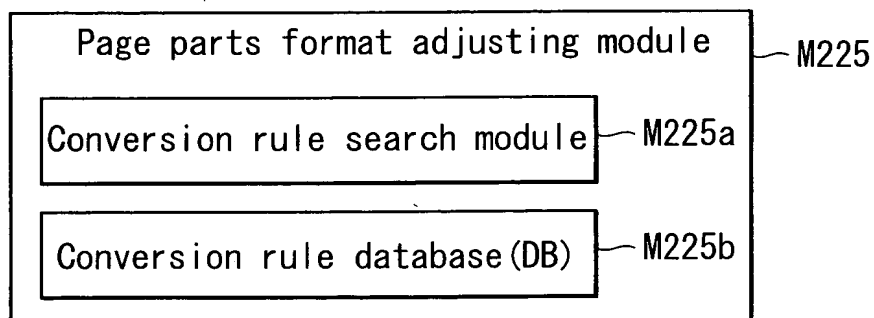 Page parts format adjusting module
M225
Conversion rule search module
M225a
Conversion rule database(DB)
M225b